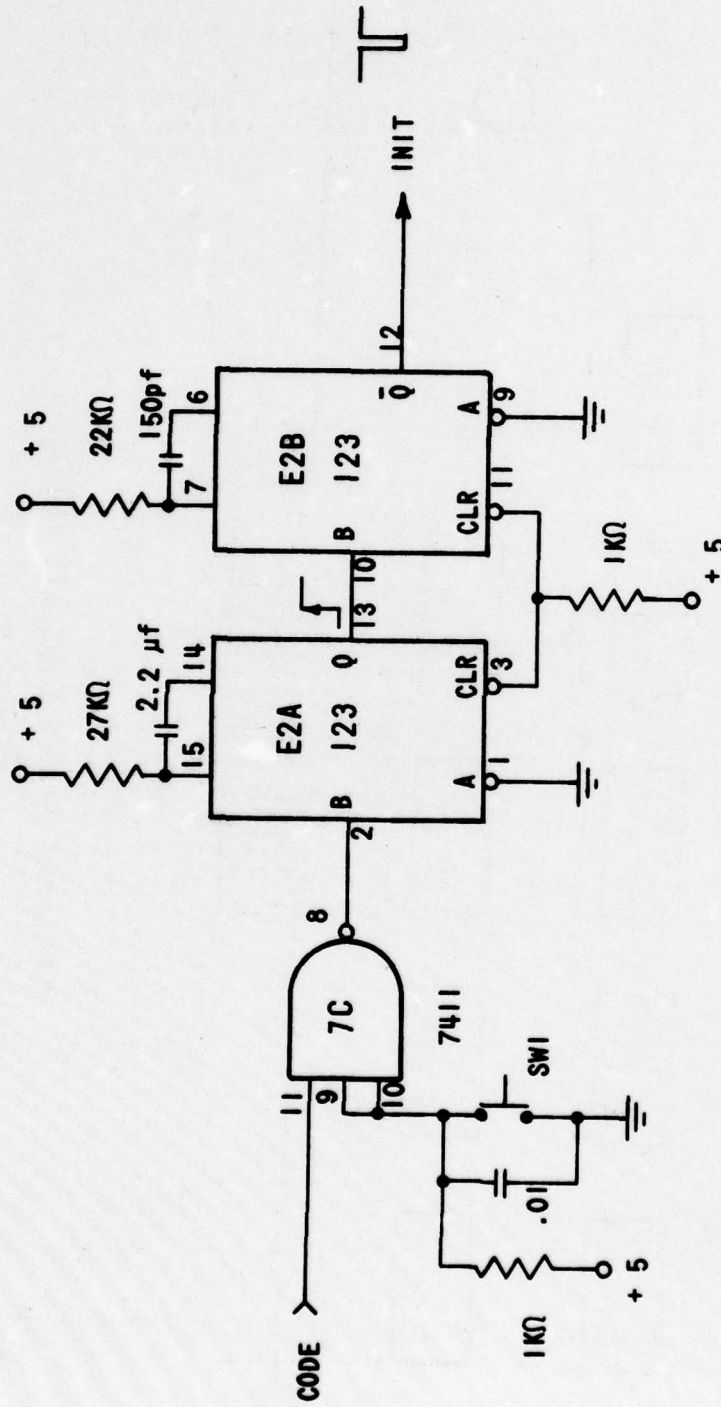 + 5
22KΩ
150pf
7
6
E2B
123
B
10
Q̄
12
INIT
CLR
11
A
9
1KΩ
+ 5
+ 5
27KΩ
2.2 µf
15
14
E2A
123
B
2
Q
13
A
1
CLR
3
8
7C
7411
11
9
10
CODE
SW1
.01
1KΩ
+ 5